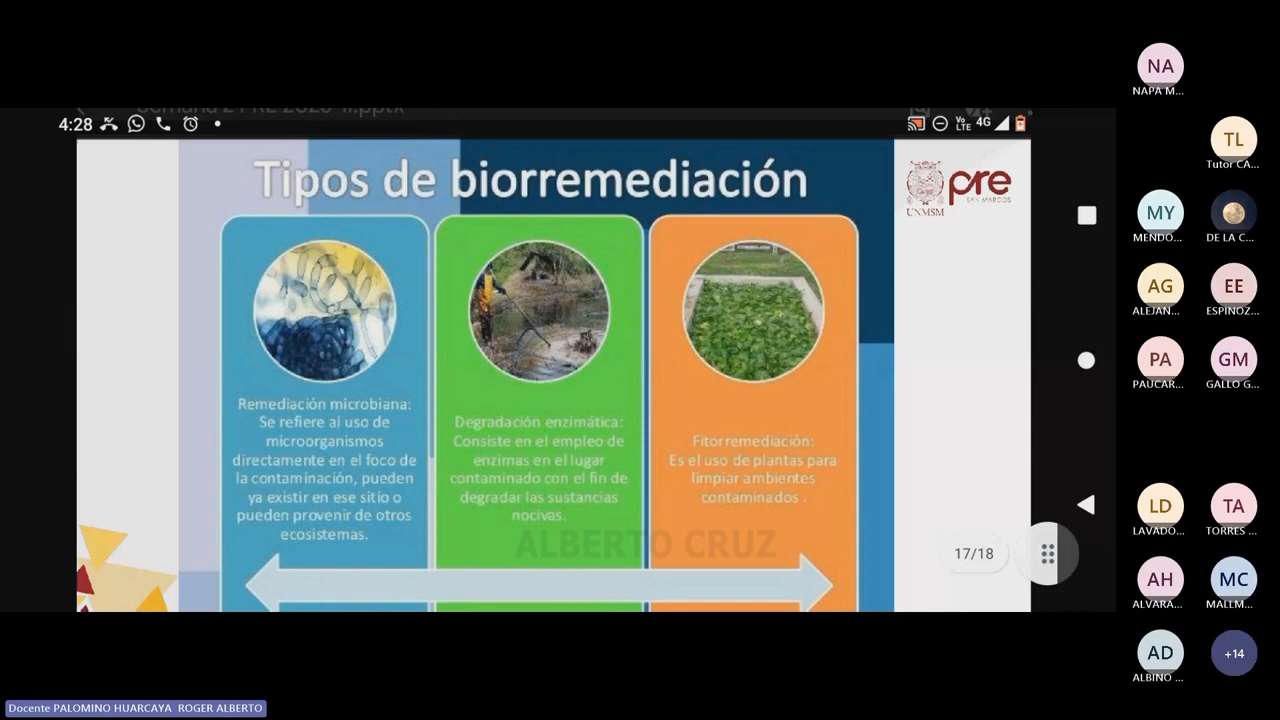 4:28
Vo
LTE
4G
Tipos de biorremediación
UNMSM
pre
SAN MARCOS
Remediación microbiana:
Se refiere al uso de
microorganismos
directamente en el foco de
la contaminación, pueden
ya existir en ese sitio o
pueden provenir de otros
ecosistemas.
Degradación enzimática:
Consiste en el empleo de
enzimas en el lugar
contaminado con el fin de
degradar las sustancias
nocivas.
Fitorremediación:
Es el uso de plantas para
limpiar ambientes
contaminados .
ALBERTO CRUZ
17/18
NA
NAPA M...
TL
Tutor CA...
MY
MENDO...
DE LA C...
AG
ALEJAN...
EE
ESPINOZ...
PA
PAUCAR...
GM
GALLO G...
LD
LAVADO...
TA
TORRES ...
AH
ALVARA...
MC
MALLM...
AD
ALBINO ...
+14
Docente PALOMINO HUARCAYA ROGER ALBERTO